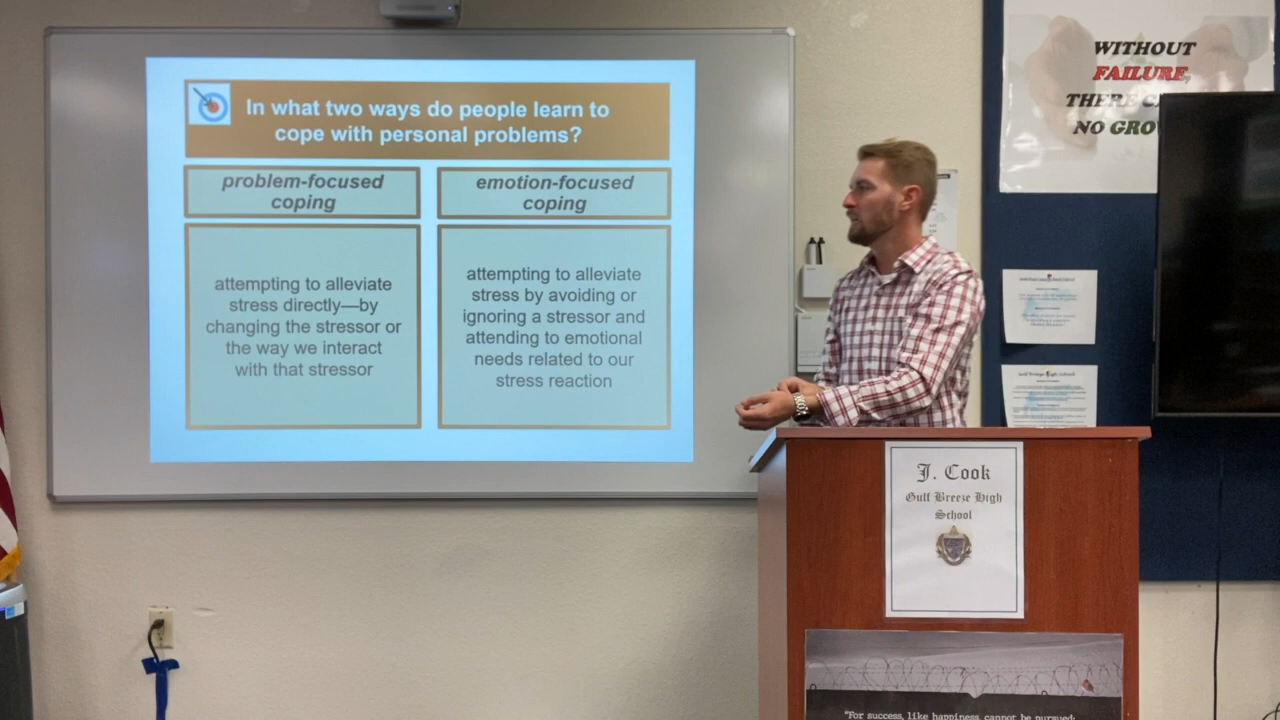 In what two ways do people learn to
cope with personal problems?
problem-focused
coping
emotion-focused
coping
attempting to alleviate
stress directly—by
changing the stressor or
the way we interact
with that stressor
attempting to alleviate
stress by avoiding or
ignoring a stressor and
attending to emotional
needs related to our
stress reaction
WITHOUT
FAILURE,
THERE
NO
J. Cook
Gulf Breeze High
School
"For success, like happiness, cannot be pursued;